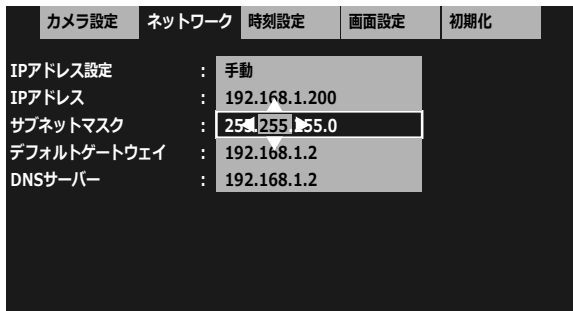 カメラ設定 ネットワーク 時刻設定 画面設定 初期化
IPアドレス設定 : 手動
IPアドレス : 192.168.1.200
サブネットマスク : 255.255.255.0
デフォルトゲートウェイ : 192.168.1.2
DNSサーバー : 192.168.1.2